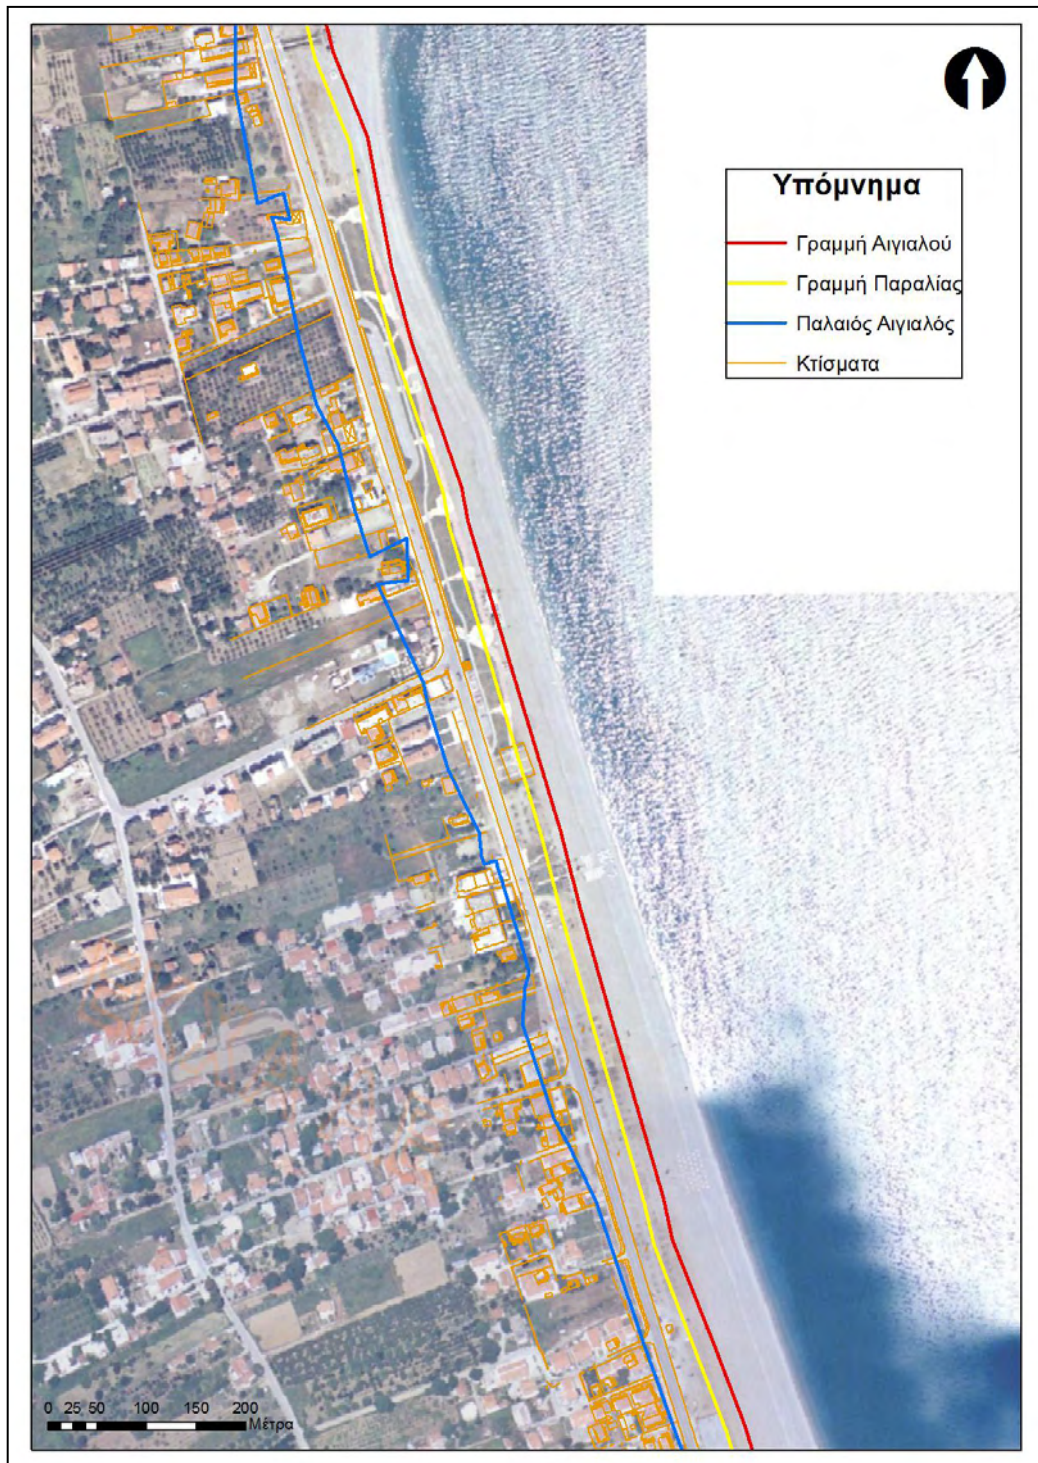 Υπόμνημα
Γραμμή Αιγιαλού
Γραμμή Παραλίας
Παλαιός Αιγιαλός
Κτίσματα
0 25 50 100 150 200
Μέτρα